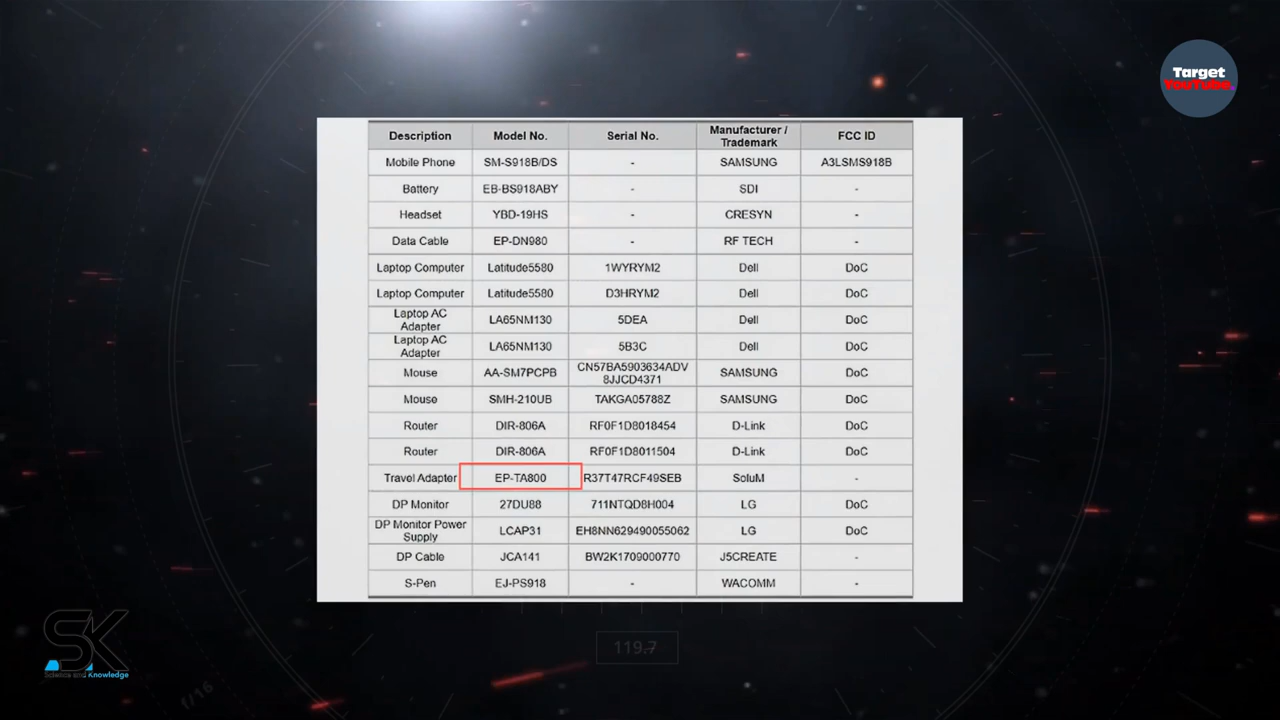 Target
YouTube
Description Model No. Serial No. Manufacturer / Trademark FCC ID
Mobile Phone SM-S918B/DS - SAMSUNG A3LSMS918B
Battery EB-BS918ABY - SDI -
Headset YBD-19HS - CRESYN -
Data Cable EP-DN980 - RF TECH -
Laptop Computer Latitude5580 1WYRYM2 Dell DoC
Laptop Computer Latitude5580 D3HRYM2 Dell DoC
Laptop AC Adapter LA65NM130 5DEA Dell DoC
Laptop AC Adapter LA65NM130 5B3C Dell DoC
Mouse AA-SM7PCPB CN57BA5903634ADV8JJCD4371 SAMSUNG DoC
Mouse SMH-210UB TAKGA05788Z SAMSUNG DoC
Router DIR-806A RF0F1D8018454 D-Link DoC
Router DIR-806A RF0F1D8011504 D-Link DoC
Travel Adapter EP-TA800 R37T47RCF49SEB SoluM -
DP Monitor 27DU88 711NTQD8H004 LG DoC
DP Monitor Power Supply LCAP31 EH8NN629490055062 LG DoC
DP Cable JCA141 BW2K1709000770 J5CREATE -
S-Pen EJ-PS918 - WACOMM -
119.7
SK
Science and Knowledge
f/16